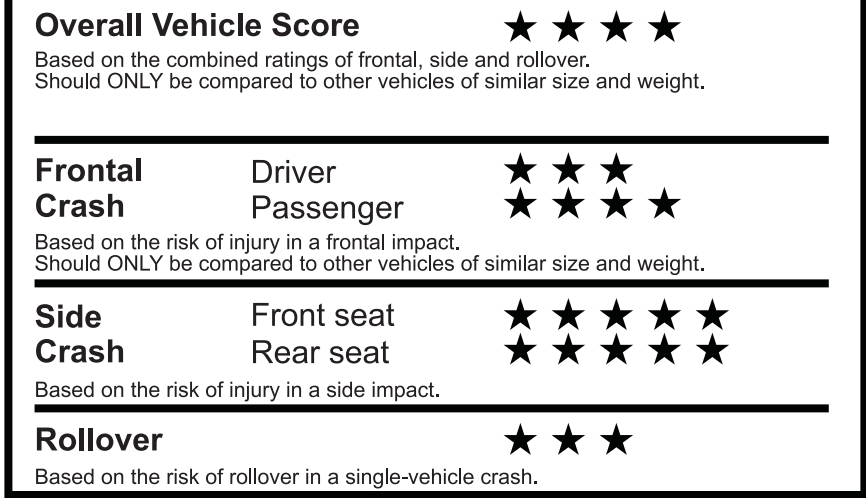 Overall Vehicle Score ★ ★ ★ ★
Based on the combined ratings of frontal, side and rollover.
Should ONLY be compared to other vehicles of similar size and weight.
Frontal Driver ★ ★ ★
Crash Passenger ★ ★ ★ ★
Based on the risk of injury in a frontal impact.
Should ONLY be compared to other vehicles of similar size and weight.
Side Front seat ★ ★ ★ ★ ★
Crash Rear seat ★ ★ ★ ★ ★
Based on the risk of injury in a side impact.
Rollover ★ ★ ★
Based on the risk of rollover in a single-vehicle crash.